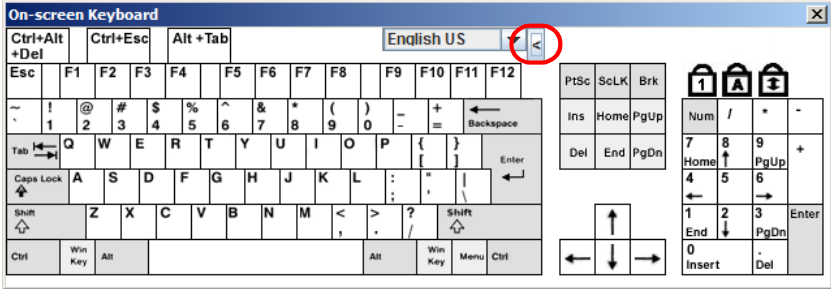 On-screen Keyboard X
Ctrl+Alt +Del Ctrl+Esc Alt +Tab English US <
Esc F1 F2 F3 F4 F5 F6 F7 F8 F9 F10 F11 F12 PtSc ScLK Brk 1 A
~ ` ! 1 @ 2 # 3 $ 4 % 5 ^ 6 & 7 * 8 ( 9 ) 0 _ - + = Backspace Ins Home PgUp Num / * -
Tab Q W E R T Y U I O P { [ } ] Enter Del End PgDn 7 Home 8 ↑ 9 PgUp +
Caps Lock A S D F G H J K L : ; " ' | \ 4 ← 5 6 →
Shift Z X C V B N M < , > . ? / Shift ↑ 1 End 2 ↓ 3 PgDn Enter
Ctrl Win Key Alt Alt Win Key Menu Ctrl ← ↓ → 0 Insert . Del